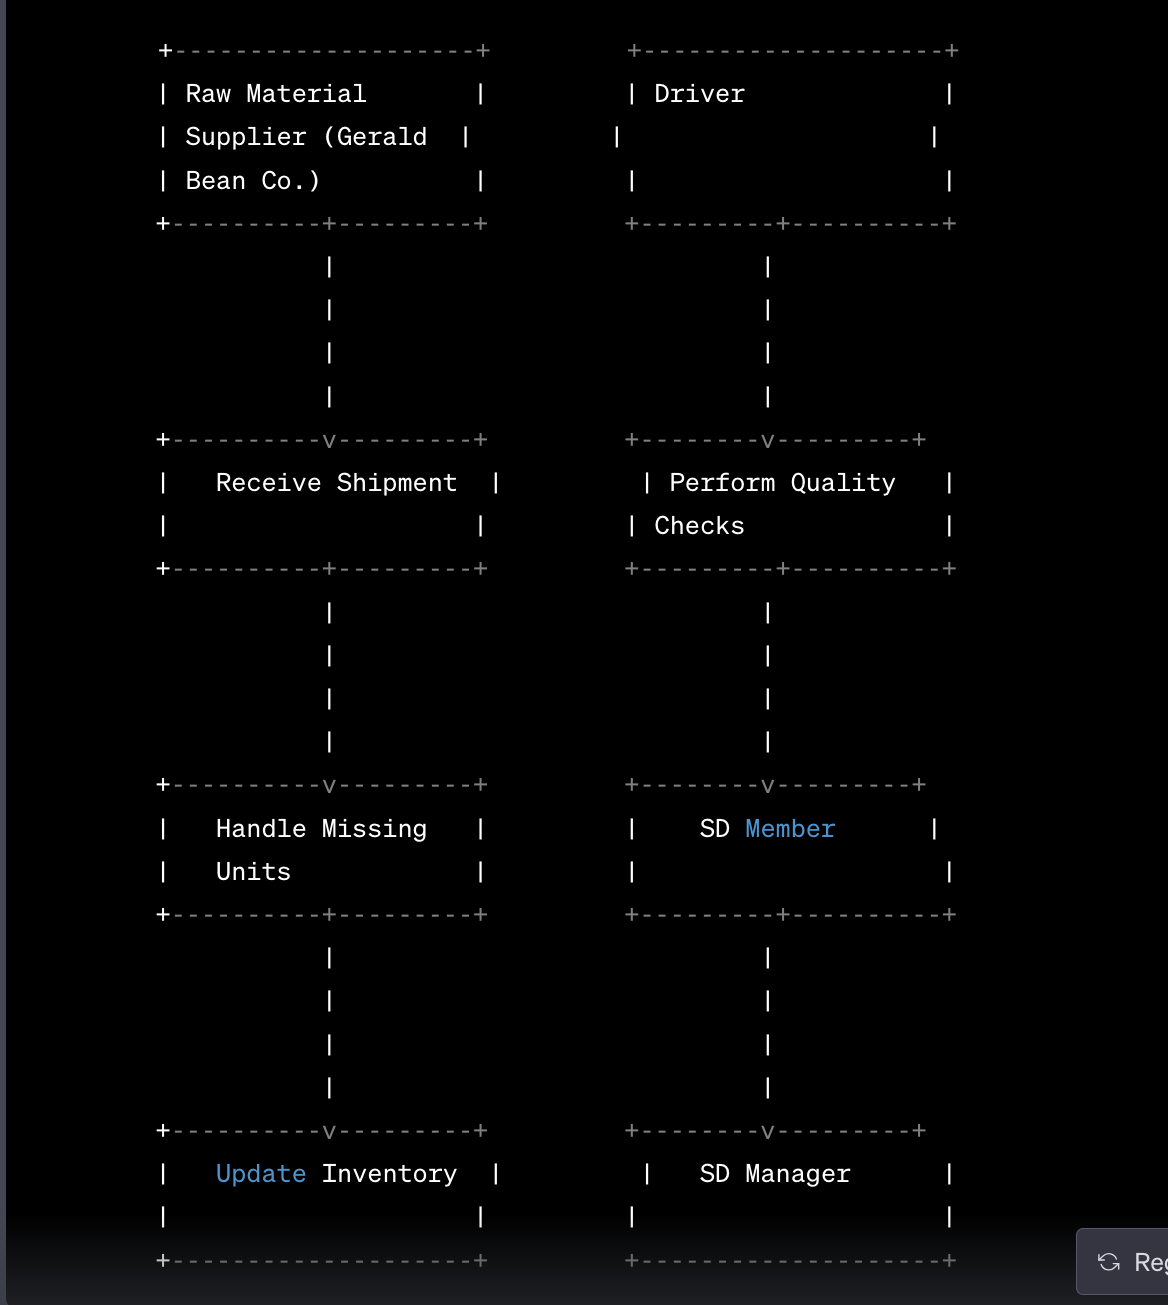 +--------------------+         +--------------------+
| Raw Material       |         | Driver             |
| Supplier (Gerald  |         |                    |
| Bean Co.)          |         |                    |
+----------+---------+         +---------+----------+
           |                            |
           |                            |
           |                            |
           |                            |
+----------v---------+         +--------v---------+
|   Receive Shipment  |         | Perform Quality   |
|                    |         | Checks             |
+----------+---------+         +---------+----------+
           |                            |
           |                            |
           |                            |
           |                            |
+----------v---------+         +--------v---------+
|   Handle Missing   |         |    SD Member      |
|   Units            |         |                    |
+----------+---------+         +---------+----------+
           |                            |
           |                            |
           |                            |
           |                            |
+----------v---------+         +--------v---------+
|   Update Inventory  |         |   SD Manager      |
|                    |         |                    |
+--------------------+         +--------------------+
Reg